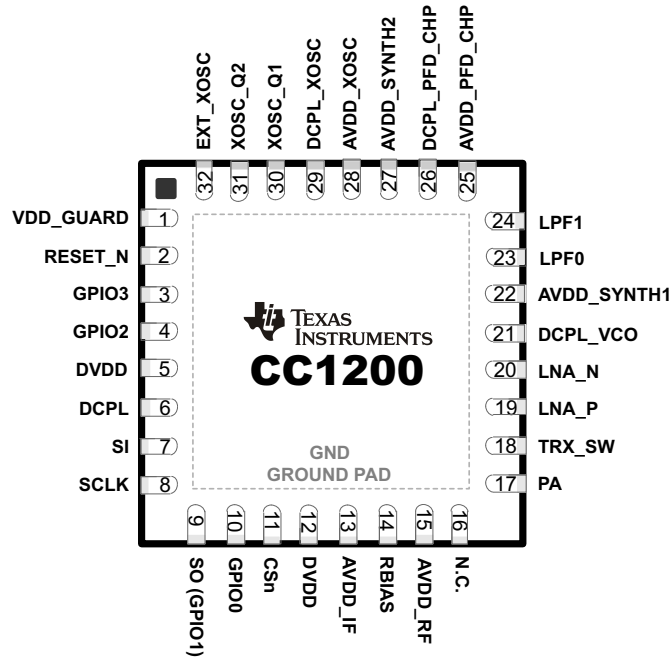 EXT_XOSC
XOSC_Q2
XOSC_Q1
DCPL_XOSC
AVDD_XOSC
AVDD_SYNTH2
DCPL_PFD_CHP
AVDD_PFD_CHP
32
31
30
29
28
27
26
25
VDD_GUARD 1
RESET_N 2
GPIO3 3
GPIO2 4
DVDD 5
DCPL 6
SI 7
SCLK 8
24 LPF1
23 LPF0
22 AVDD_SYNTH1
21 DCPL_VCO
20 LNA_N
19 LNA_P
18 TRX_SW
17 PA
TEXAS
INSTRUMENTS
CC1200
GND
GROUND PAD
9
10
11
12
13
14
15
16
SO (GPIO1)
GPIO0
CSn
DVDD
AVDD_IF
RBIAS
AVDD_RF
N.C.